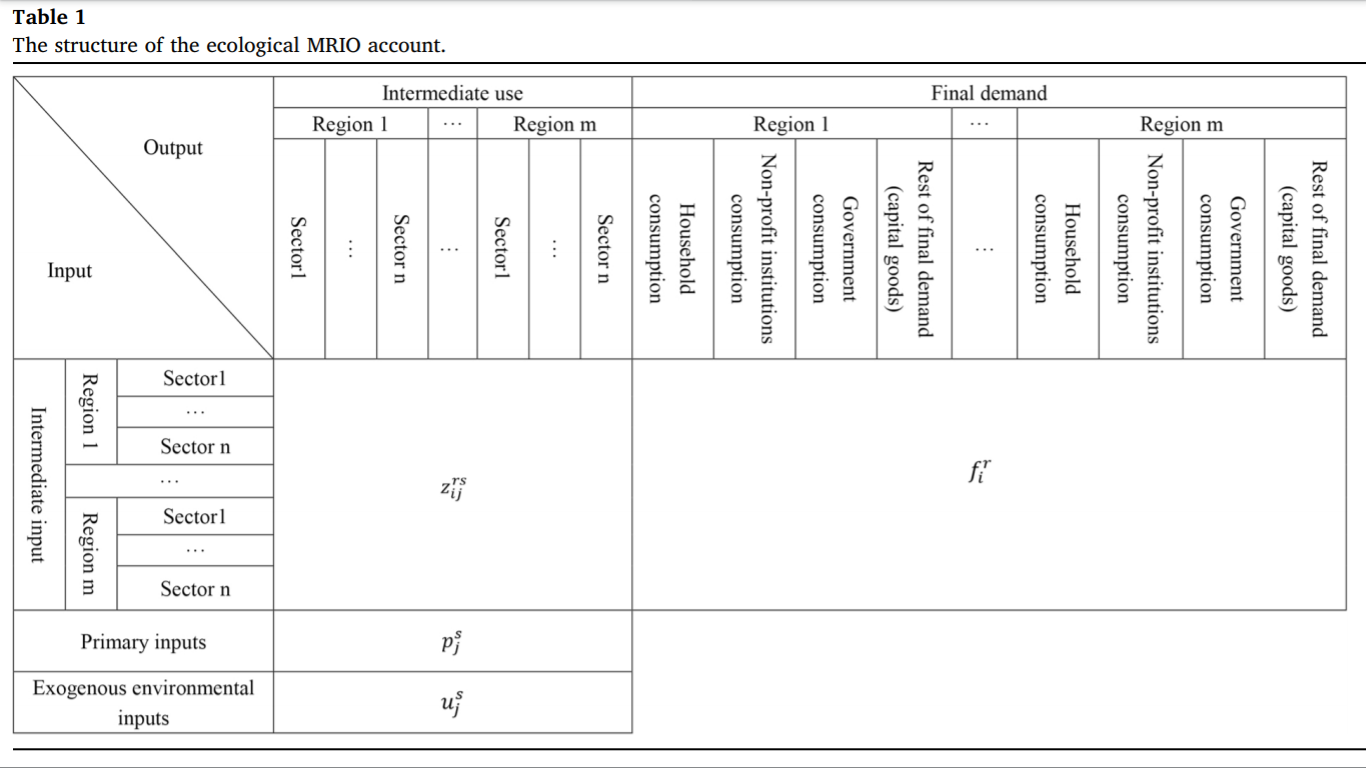 Table 1
The structure of the ecological MRIO account.
Output
Input
Intermediate use
Final demand
Region 1
···
Region m
Region 1
···
Region m
Sector1
···
Sector n
···
Sector1
···
Sector n
Household
consumption
Non-profit institutions
consumption
Government
consumption
Rest of final demand
(capital goods)
···
Household
consumption
Non-profit institutions
consumption
Government
consumption
Rest of final demand
(capital goods)
Intermediate input
Region 1
Sector1
···
Sector n
···
Region m
Sector1
···
Sector n
z_{ij}^{rs}
f_i^r
Primary inputs
p_j^s
Exogenous environmental
inputs
u_j^s